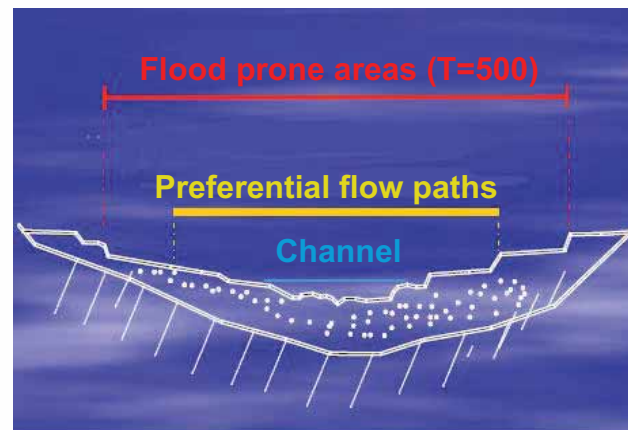 Flood prone areas (T=500)
Preferential flow paths
Channel